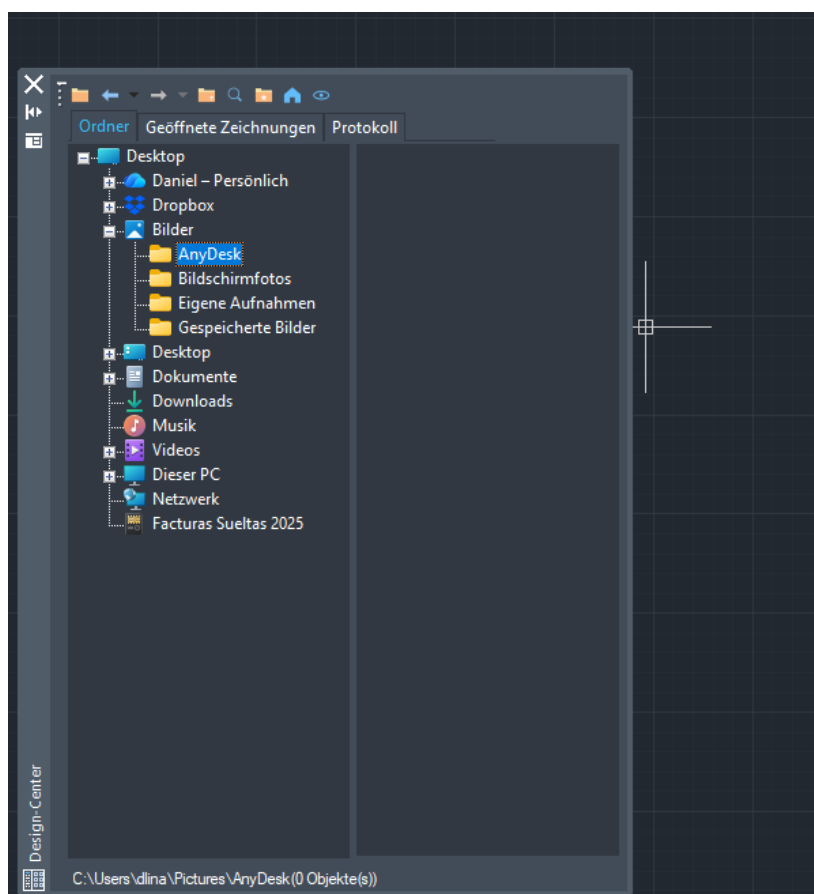 Ordner Geöffnete Zeichnungen Protokoll
Desktop
Daniel – Persönlich
Dropbox
Bilder
AnyDesk
Bildschirmfotos
Eigene Aufnahmen
Gespeicherte Bilder
Desktop
Dokumente
Downloads
Musik
Videos
Dieser PC
Netzwerk
Facturas Sueltas 2025
Design-Center
C:\Users\dlina\Pictures\AnyDesk(0 Objekte(s))